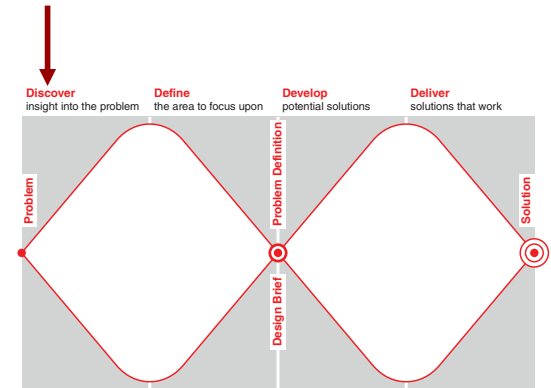 Discover
insight into the problem
Define
the area to focus upon
Develop
potential solutions
Deliver
solutions that work
Problem
Problem Definition
Design Brief
Solution